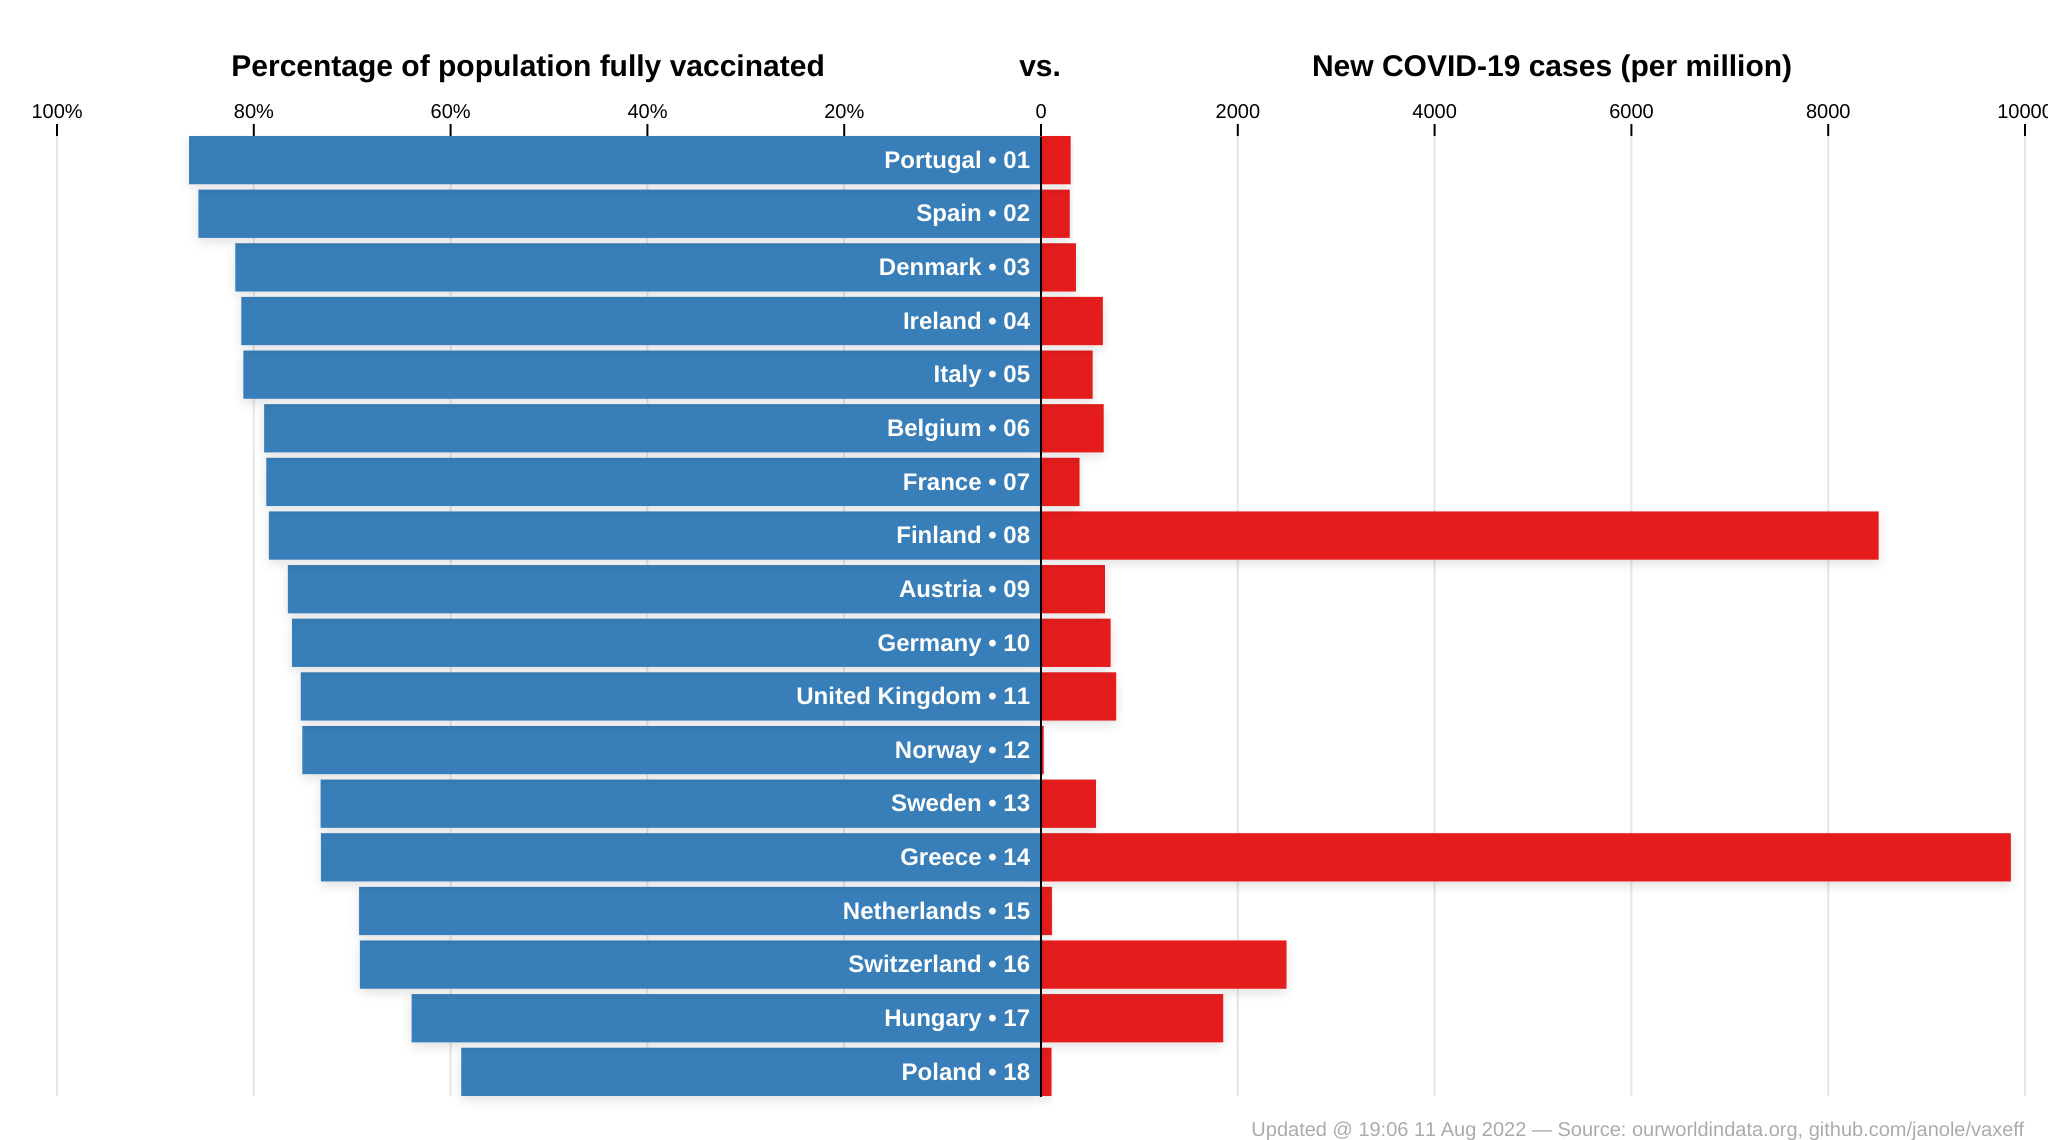 Percentage of population fully vaccinated vs. New COVID-19 cases (per million)
100% 80% 60% 40% 20% 0 2000 4000 6000 8000 10000
Portugal • 01
Spain • 02
Denmark • 03
Ireland • 04
Italy • 05
Belgium • 06
France • 07
Finland • 08
Austria • 09
Germany • 10
United Kingdom • 11
Norway • 12
Sweden • 13
Greece • 14
Netherlands • 15
Switzerland • 16
Hungary • 17
Poland • 18
Updated @ 19:06 11 Aug 2022 — Source: ourworldindata.org, github.com/janole/vaxeff